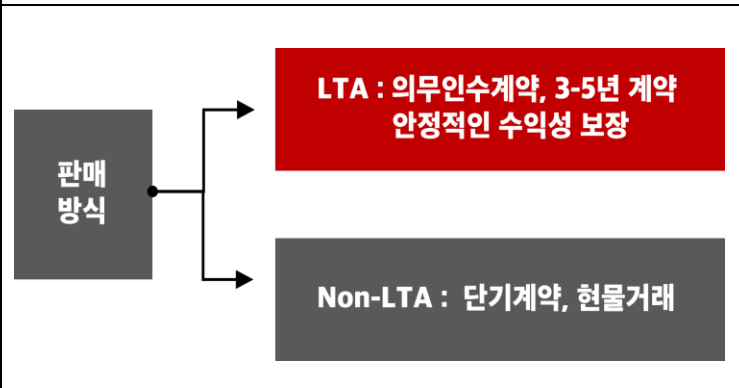 판매
방식
LTA : 의무인수계약, 3-5년 계약
안정적인 수익성 보장
Non-LTA : 단기계약, 현물거래